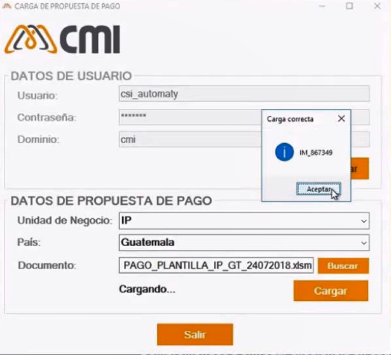 CARGA DE PROPUESTA DE PAGO
CMI
DATOS DE USUARIO
Usuario: csi_automaty
Contraseña: *******
Dominio: cmi
Carga correcta
IM_867349
Aceptar
DATOS DE PROPUESTA DE PAGO
Unidad de Negocio: IP
País: Guatemala
Documento: PAGO_PLANTILLA_IP_GT_24072018.xlsm Buscar
Cargando... Cargar
Salir